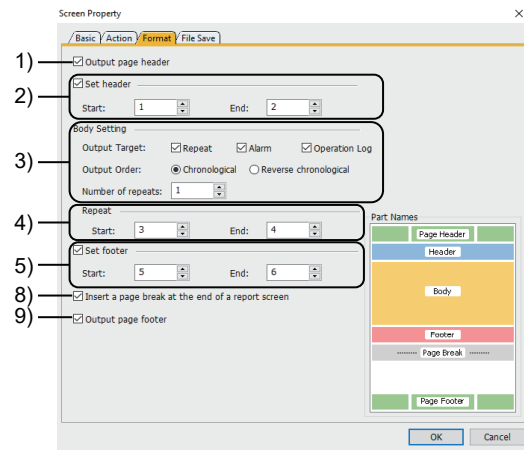 Screen Property ×
Basic Action Format File Save
1) Output page header
2) Set header
Start: 1 End: 2
3) Body Setting
Output Target: Repeat Alarm Operation Log
Output Order: Chronological Reverse chronological
Number of repeats: 1
4) Repeat
Start: 3 End: 4
5) Set footer
Start: 5 End: 6
8) Insert a page break at the end of a report screen
9) Output page footer
Part Names
Page Header
Header
Body
Footer
Page Break
Page Footer
OK Cancel